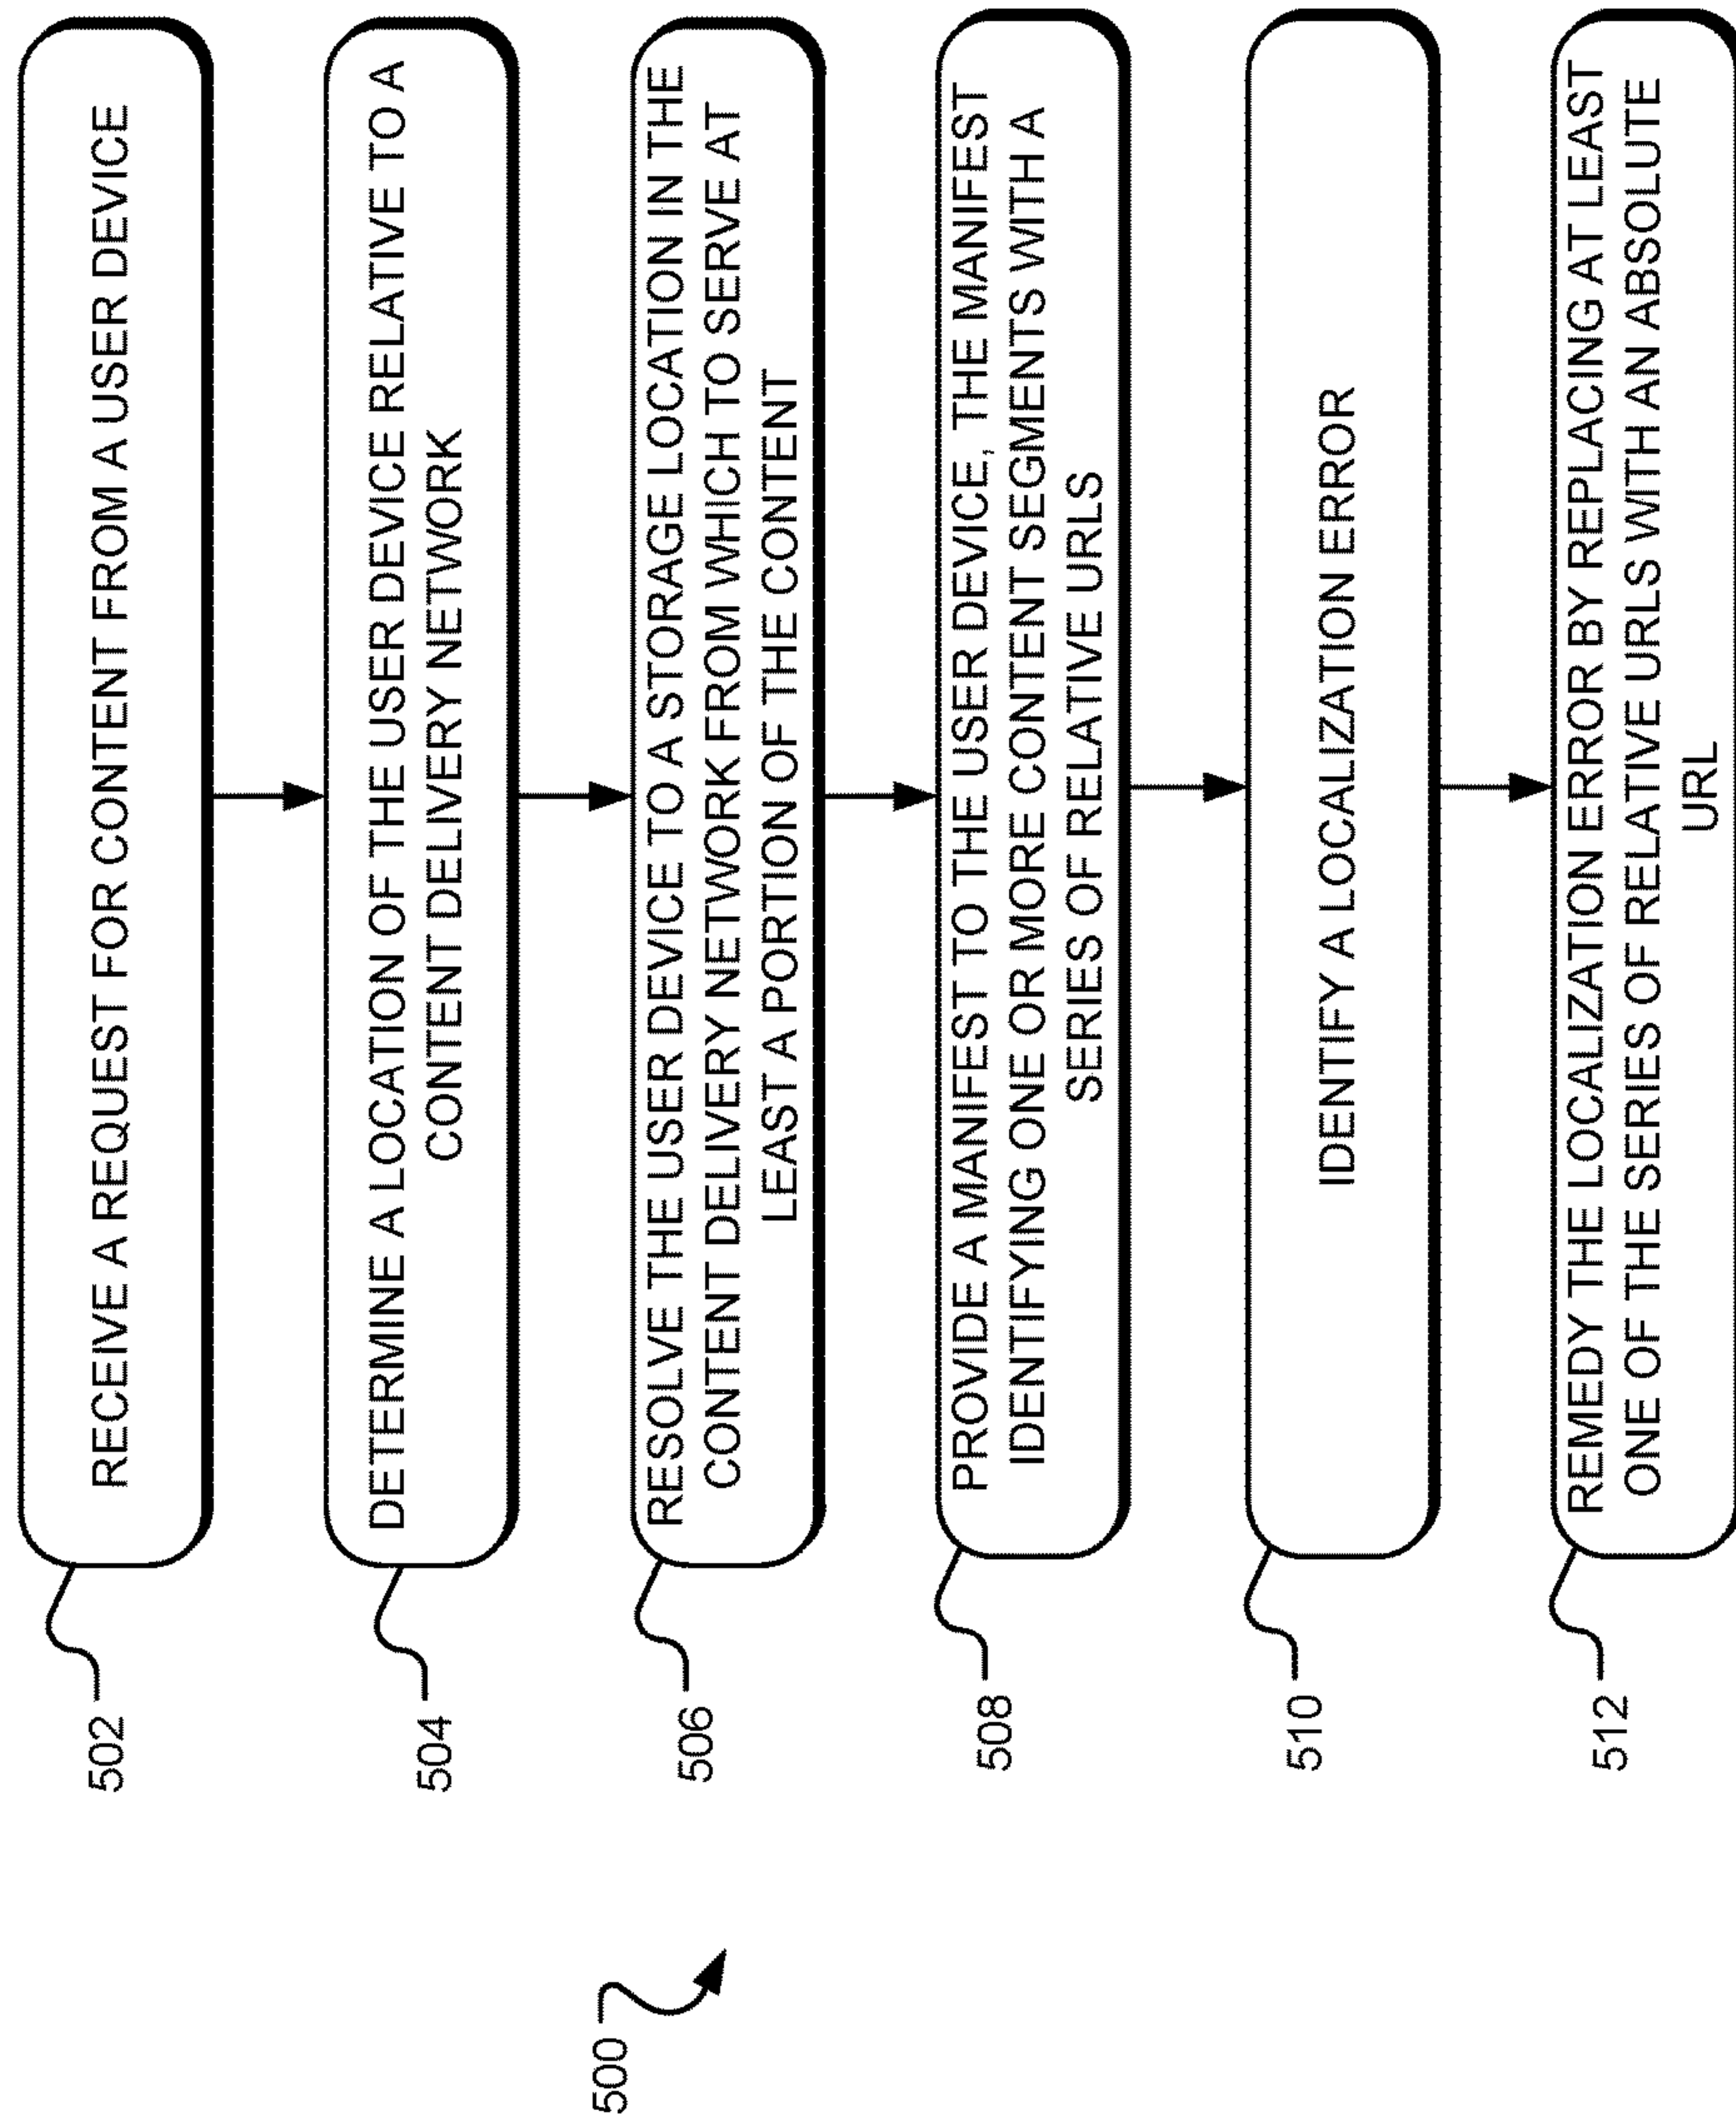 500
502
RECEIVE A REQUEST FOR CONTENT FROM A USER DEVICE
504
DETERMINE A LOCATION OF THE USER DEVICE RELATIVE TO A
CONTENT DELIVERY NETWORK
506
RESOLVE THE USER DEVICE TO A STORAGE LOCATION IN THE
CONTENT DELIVERY NETWORK FROM WHICH TO SERVE AT
LEAST A PORTION OF THE CONTENT
508
PROVIDE A MANIFEST TO THE USER DEVICE, THE MANIFEST
IDENTIFYING ONE OR MORE CONTENT SEGMENTS WITH A
SERIES OF RELATIVE URLS
510
IDENTIFY A LOCALIZATION ERROR
512
REMEDY THE LOCALIZATION ERROR BY REPLACING AT LEAST
ONE OF THE SERIES OF RELATIVE URLS WITH AN ABSOLUTE
URL